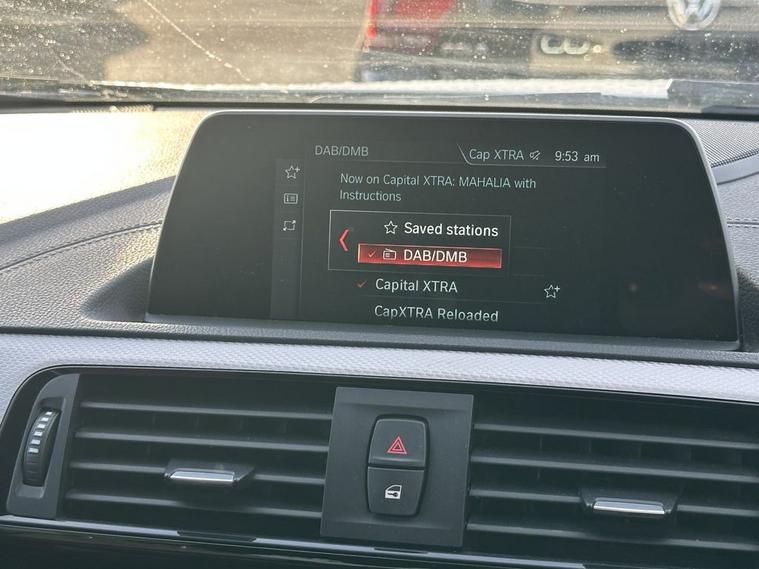 DAB/DMB
Cap XTRA
9:53 am
Now on Capital XTRA: MAHALIA with
Instructions
Saved stations
DAB/DMB
Capital XTRA
CapXTRA Reloaded